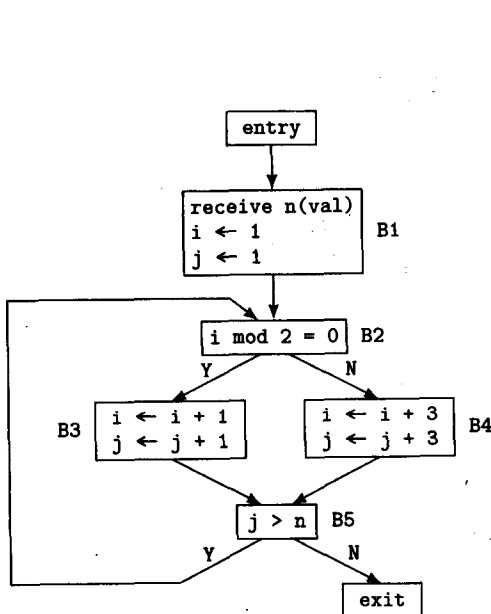 entry
receive n(val)
i ← 1
j ← 1
B1
i mod 2 = 0
B2
Y
N
B3
i ← i + 1
j ← j + 1
i ← i + 3
j ← j + 3
B4
j > n
B5
Y
N
exit